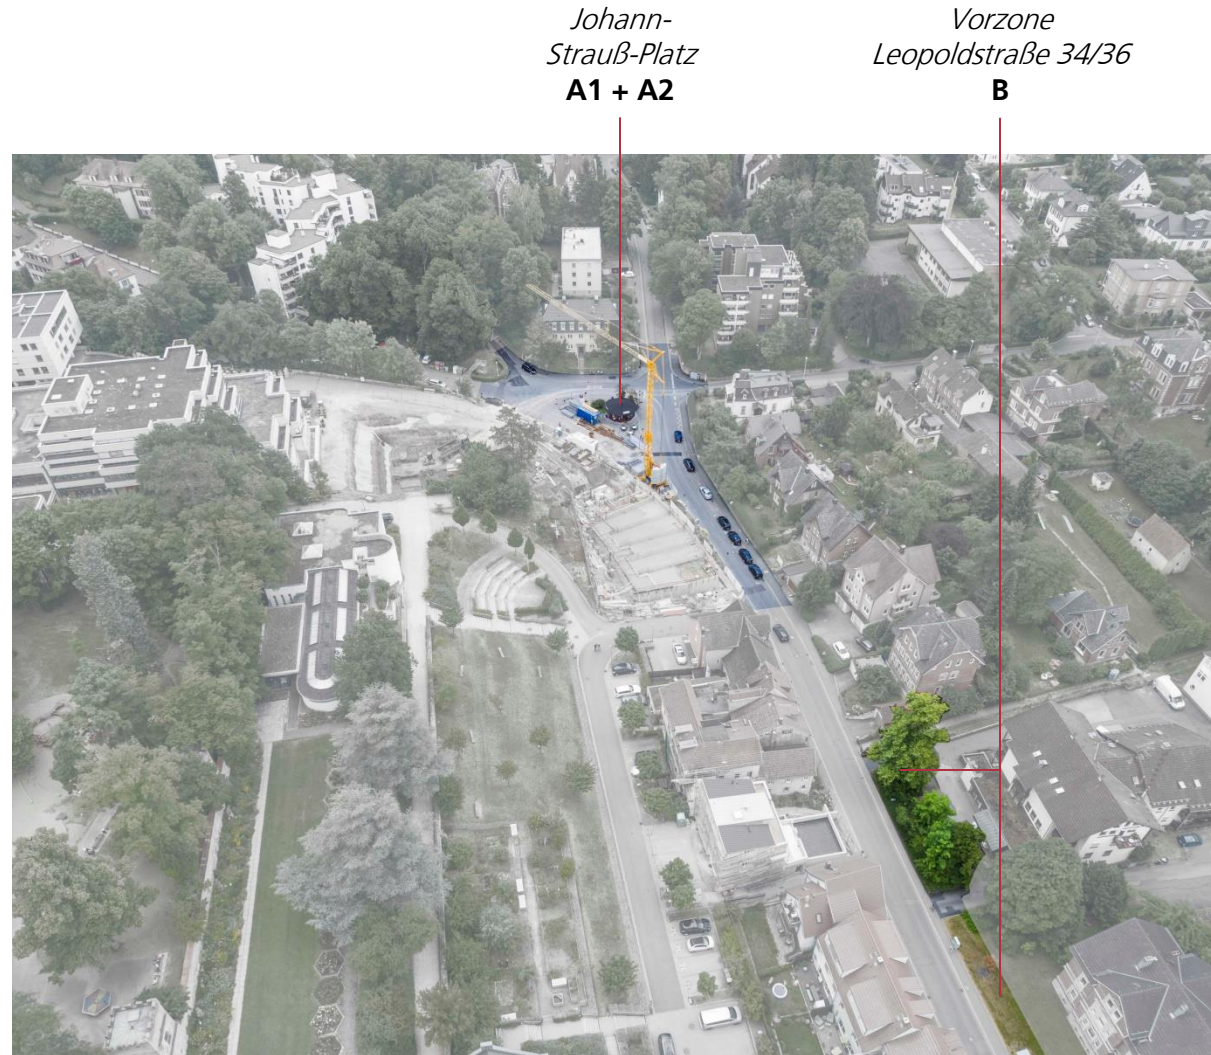 Johann-
Strauß-Platz
A1 + A2
Vorzone
Leopoldstraße 34/36
B